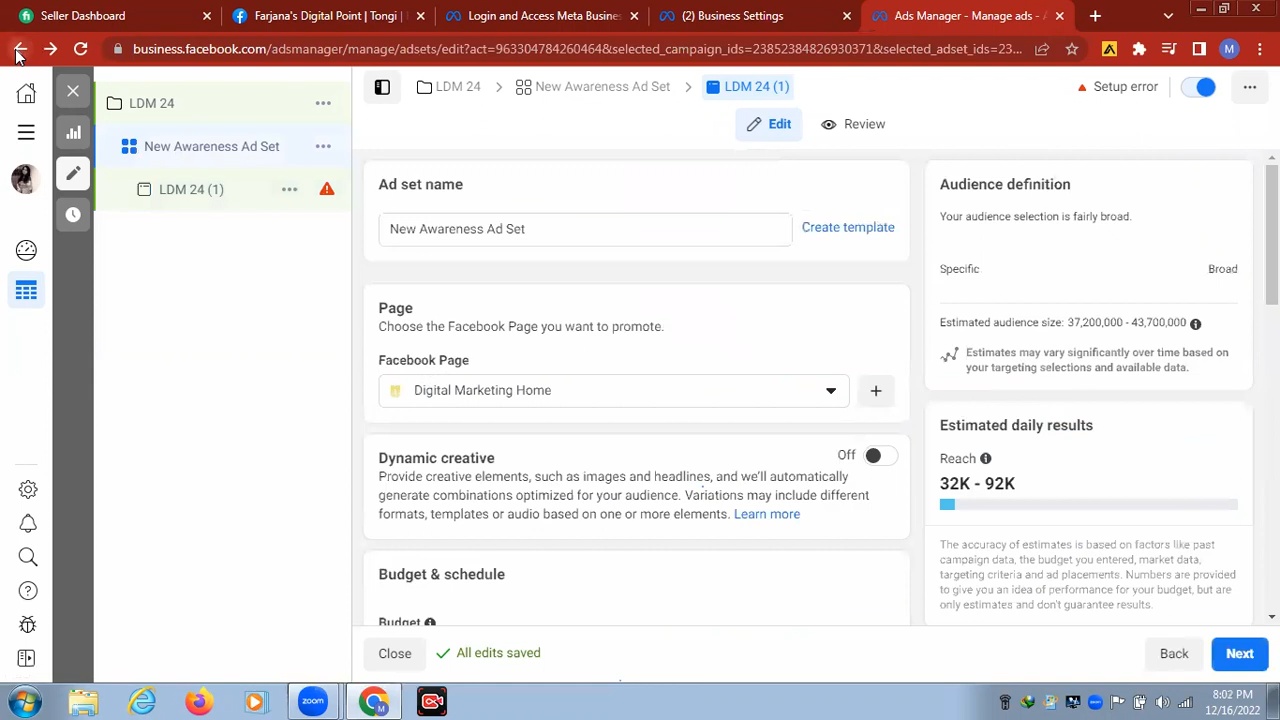 Seller Dashboard
Farjana's Digital Point | Tongi |
Login and Access Meta Busine
(2) Business Settings
Ads Manager - Manage ads - A
business.facebook.com/adsmanager/manage/adsets/edit?act=963304784260464&selected_campaign_ids=23852384826930371&selected_adset_ids=23...
M
LDM 24
New Awareness Ad Set
LDM 24 (1)
Setup error
LDM 24
New Awareness Ad Set
LDM 24 (1)
Edit
Review
Ad set name
New Awareness Ad Set
Create template
Page
Choose the Facebook Page you want to promote.
Facebook Page
Digital Marketing Home
Dynamic creative
Off
Provide creative elements, such as images and headlines, and we'll automatically
generate combinations optimized for your audience. Variations may include different
formats, templates or audio based on one or more elements. Learn more
Budget & schedule
Budget
Audience definition
Your audience selection is fairly broad.
Specific
Broad
Estimated audience size: 37,200,000 - 43,700,000
Estimates may vary significantly over time based on
your targeting selections and available data.
Estimated daily results
Reach
32K - 92K
The accuracy of estimates is based on factors like past
campaign data, the budget you entered, market data,
targeting criteria and ad placements. Numbers are provided
to give you an idea of performance for your budget, but are
only estimates and don't guarantee results.
Close
All edits saved
Back
Next
zoom
8:02 PM
12/16/2022